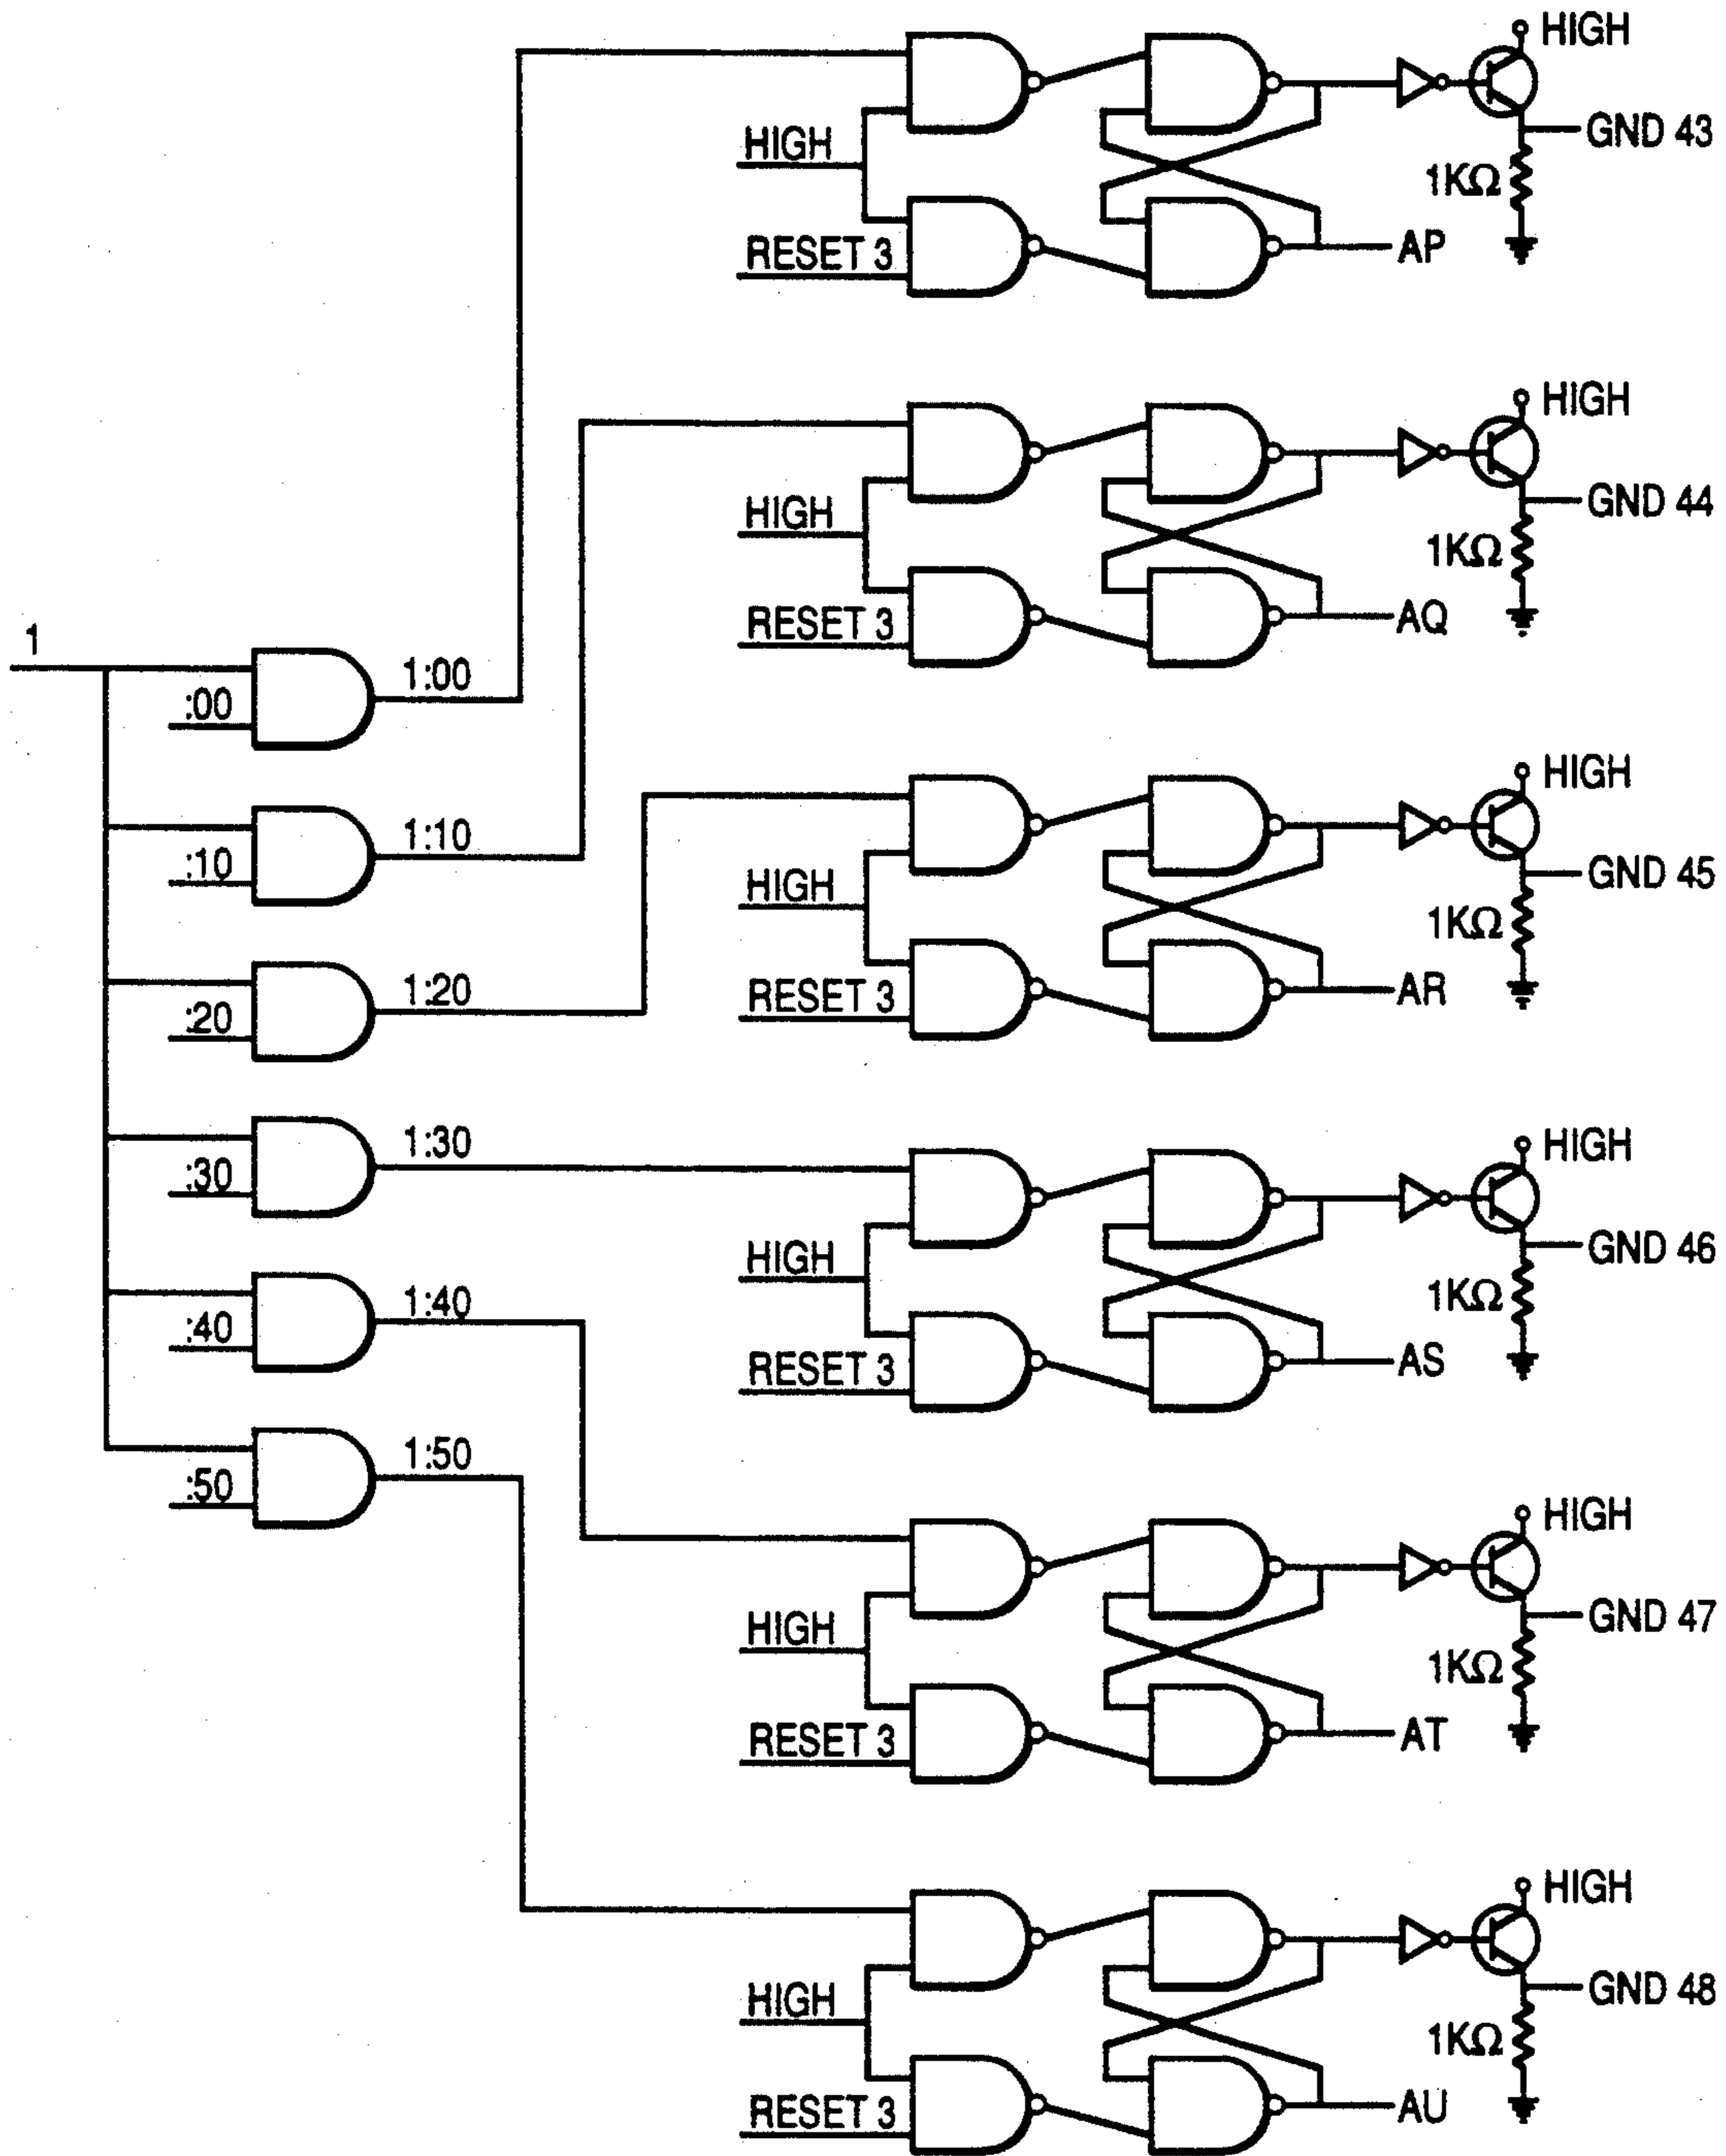 HIGH
GND 43
HIGH
1KΩ
RESET 3
AP
HIGH
GND 44
HIGH
1KΩ
RESET 3
AQ
1
1:00
:00
HIGH
1:10
:10
GND 45
HIGH
1KΩ
1:20
RESET 3
AR
:20
1:30
HIGH
:30
GND 46
HIGH
1KΩ
1:40
:40
RESET 3
AS
1:50
:50
HIGH
GND 47
HIGH
1KΩ
RESET 3
AT
HIGH
GND 48
HIGH
1KΩ
RESET 3
AU